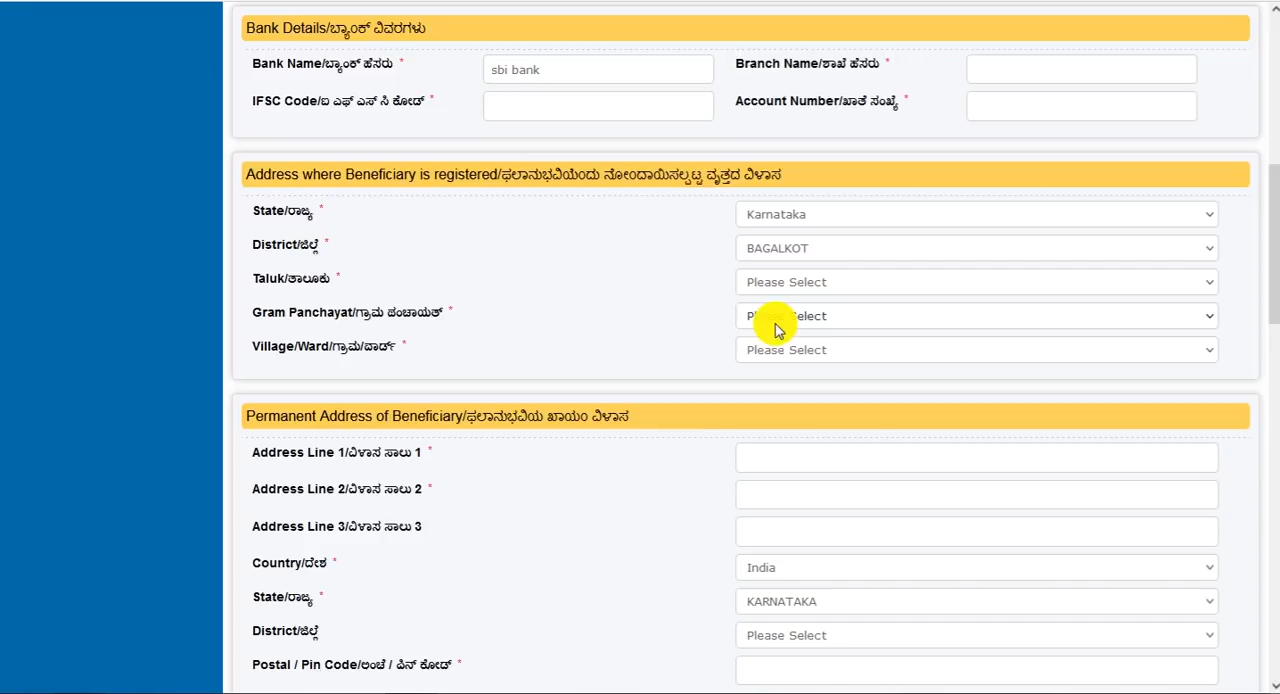 Bank Details/ಬ್ಯಾಂಕ್ ವಿವರಗಳು
Bank Name/ಬ್ಯಾಂಕ್ ಹೆಸರು * sbi bank Branch Name/ಶಾಖೆ ಹೆಸರು *
IFSC Code/ಐ ಎಫ್ ಎಸ್ ಸಿ ಕೋಡ್ * Account Number/ಖಾತೆ ಸಂಖ್ಯೆ *
Address where Beneficiary is registered/ಫಲಾನುಭವಿಯೆಂದು ನೋಂದಾಯಿಸಲ್ಪಟ್ಟ ವೃತ್ತದ ವಿಳಾಸ
State/ರಾಜ್ಯ * Karnataka
District/ಜಿಲ್ಲೆ * BAGALKOT
Taluk/ತಾಲೂಕು * Please Select
Gram Panchayat/ಗ್ರಾಮ ಪಂಚಾಯತ್ * Please Select
Village/Ward/ಗ್ರಾಮ/ವಾರ್ಡ್ * Please Select
Permanent Address of Beneficiary/ಫಲಾನುಭವಿಯ ಖಾಯಂ ವಿಳಾಸ
Address Line 1/ವಿಳಾಸ ಸಾಲು 1 *
Address Line 2/ವಿಳಾಸ ಸಾಲು 2 *
Address Line 3/ವಿಳಾಸ ಸಾಲು 3
Country/ದೇಶ * India
State/ರಾಜ್ಯ * KARNATAKA
District/ಜಿಲ್ಲೆ Please Select
Postal / Pin Code/ಅಂಚೆ / ಪಿನ್ ಕೋಡ್ *